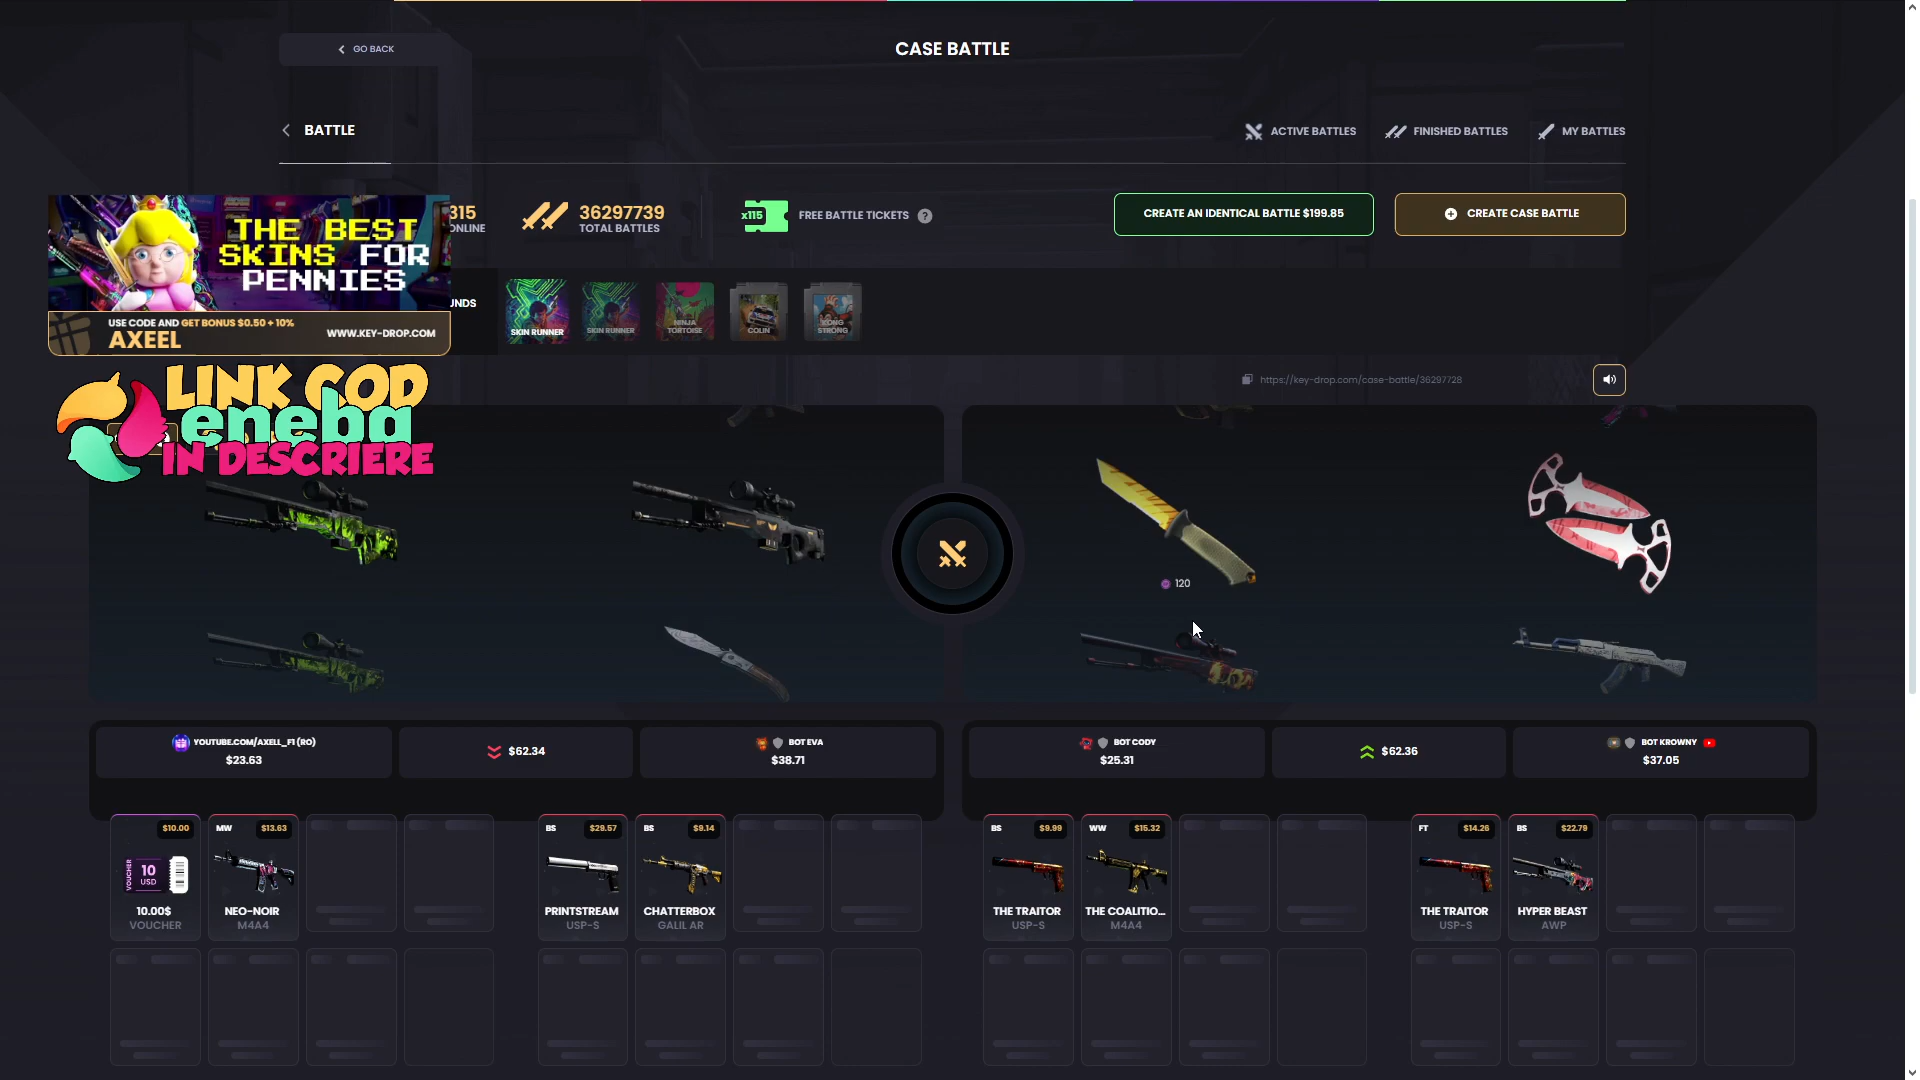 GO BACK
CASE BATTLE
BATTLE
ACTIVE BATTLES
FINISHED BATTLES
MY BATTLES
THE BEST
SKINS FOR
PENNIES
USE CODE AND GET BONUS $0.50 + 10%
AXEEL
WWW.KEY-DROP.COM
315
ONLINE
36297739
TOTAL BATTLES
x115
FREE BATTLE TICKETS ?
CREATE AN IDENTICAL BATTLE $199.85
CREATE CASE BATTLE
UNDS
SKIN RUNNER
SKIN RUNNER
NINJA
TORTOISE
COLIN
KONG
STRONG
LINK COD
eneba
IN DESCRIERE
https://key-drop.com/case-battle/36297728
120
YOUTUBE.COM/AXELL_F1 (RO)
$23.63
$62.34
BOT EVA
$38.71
BOT CODY
$25.31
$62.36
BOT KROWNY
$37.05
$10.00
VOUCHER
10
USD
10.00$
VOUCHER
MW $13.63
NEO-NOIR
M4A4
BS $29.57
PRINTSTREAM
USP-S
BS $9.14
CHATTERBOX
GALIL AR
BS $9.99
THE TRAITOR
USP-S
WW $15.32
THE COALITIO...
M4A4
FT $14.26
THE TRAITOR
USP-S
BS $22.79
HYPER BEAST
AWP